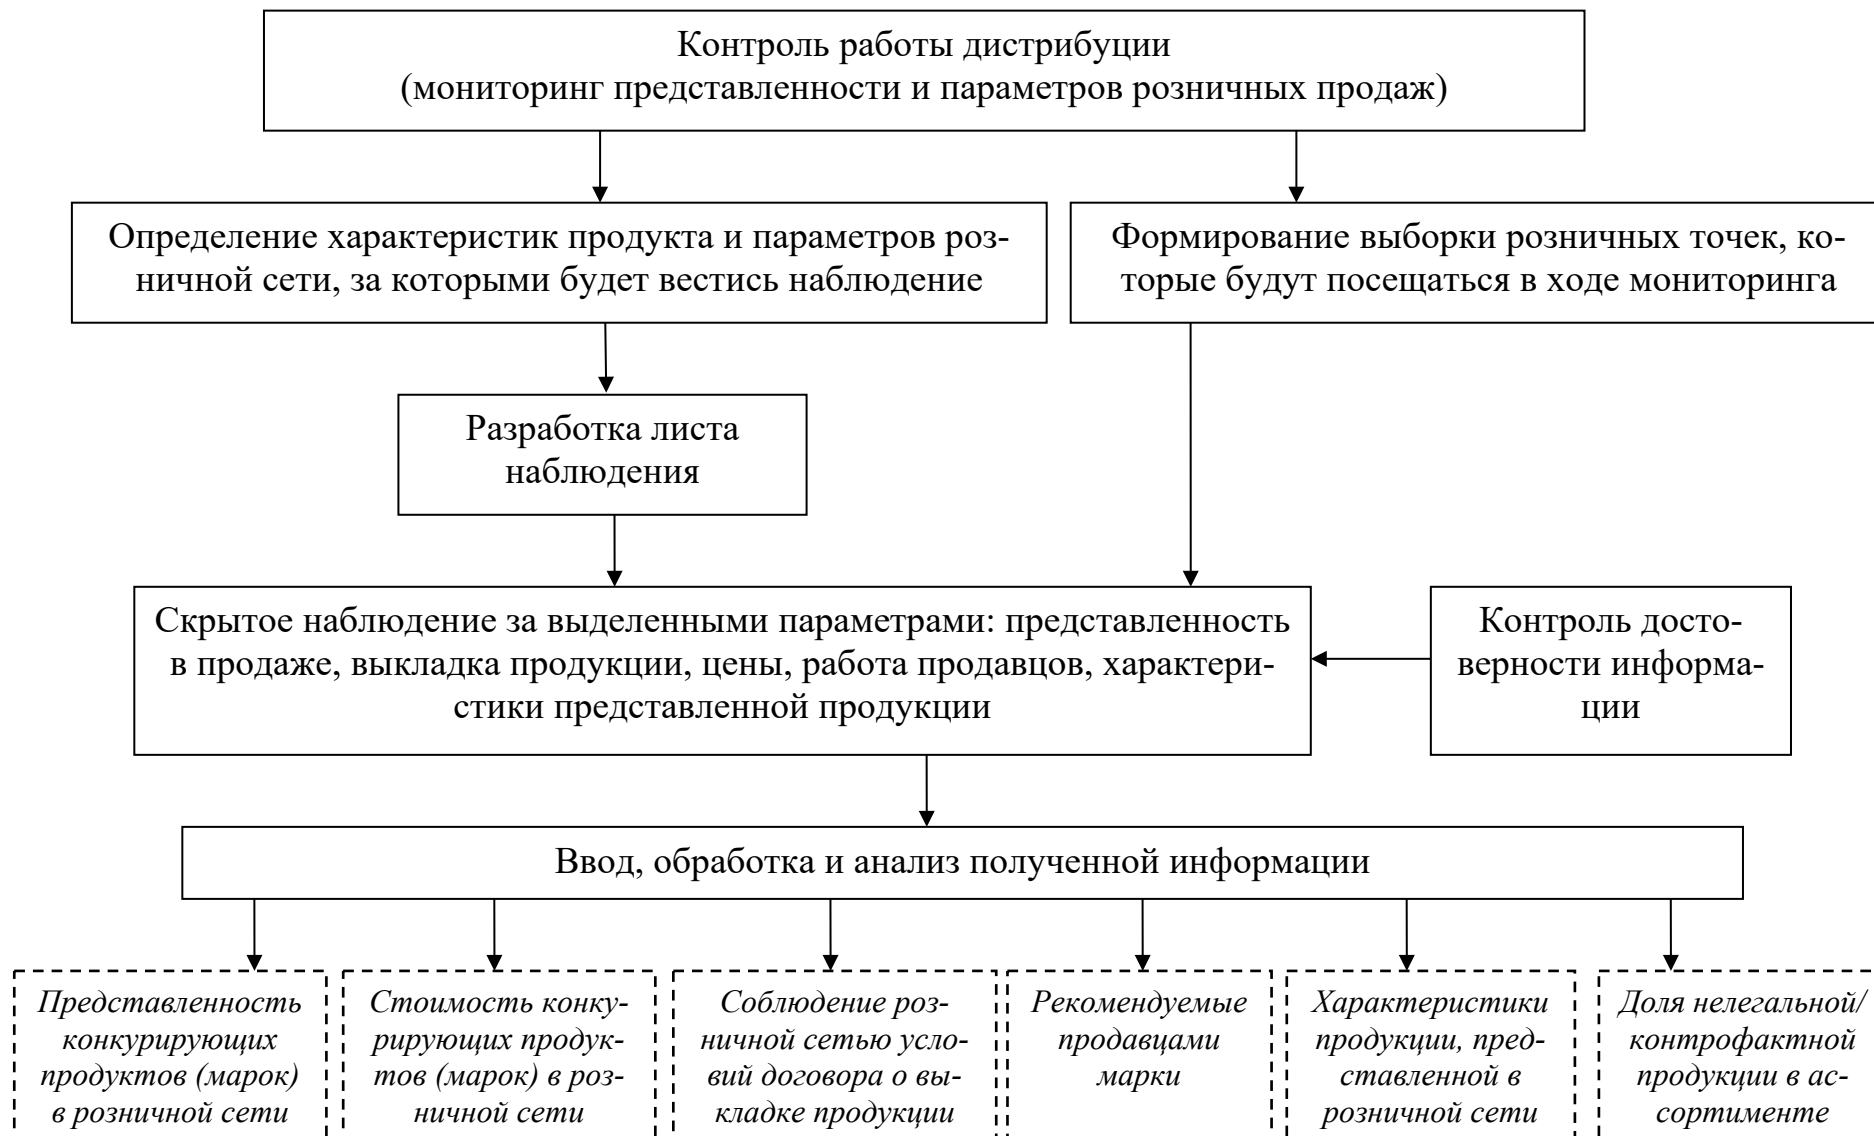 Контроль работы дистрибуции
(мониторинг представленности и параметров розничных продаж)
Определение характеристик продукта и параметров роз-
ничной сети, за которыми будет вестись наблюдение
Формирование выборки розничных точек, ко-
торые будут посещаться в ходе мониторинга
Разработка листа
наблюдения
Скрытое наблюдение за выделенными параметрами: представленность
в продаже, выкладка продукции, цены, работа продавцов, характери-
стики представленной продукции
Контроль досто-
верности информа-
ции
Ввод, обработка и анализ полученной информации
Представленность
конкурирующих
продуктов (марок)
в розничной сети
Стоимость конку-
рирующих продук-
тов (марок) в роз-
ничной сети
Соблюдение роз-
ничной сетью усло-
вий договора о вы-
кладке продукции
Рекомендуемые
продавцами
марки
Характеристики
продукции, пред-
ставленной в
розничной сети
Доля нелегальной/
контрофактной
продукции в ас-
сортименте